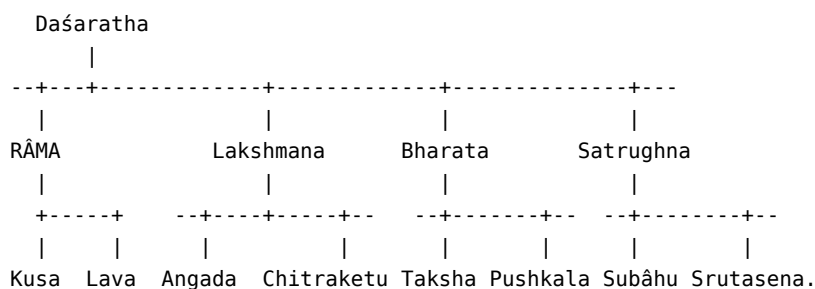 Daśaratha
RÂMA Lakshmana Bharata Satrughna
Kusa Lava Angada Chitraketu Taksha Pushkala Subâhu Srutasena.